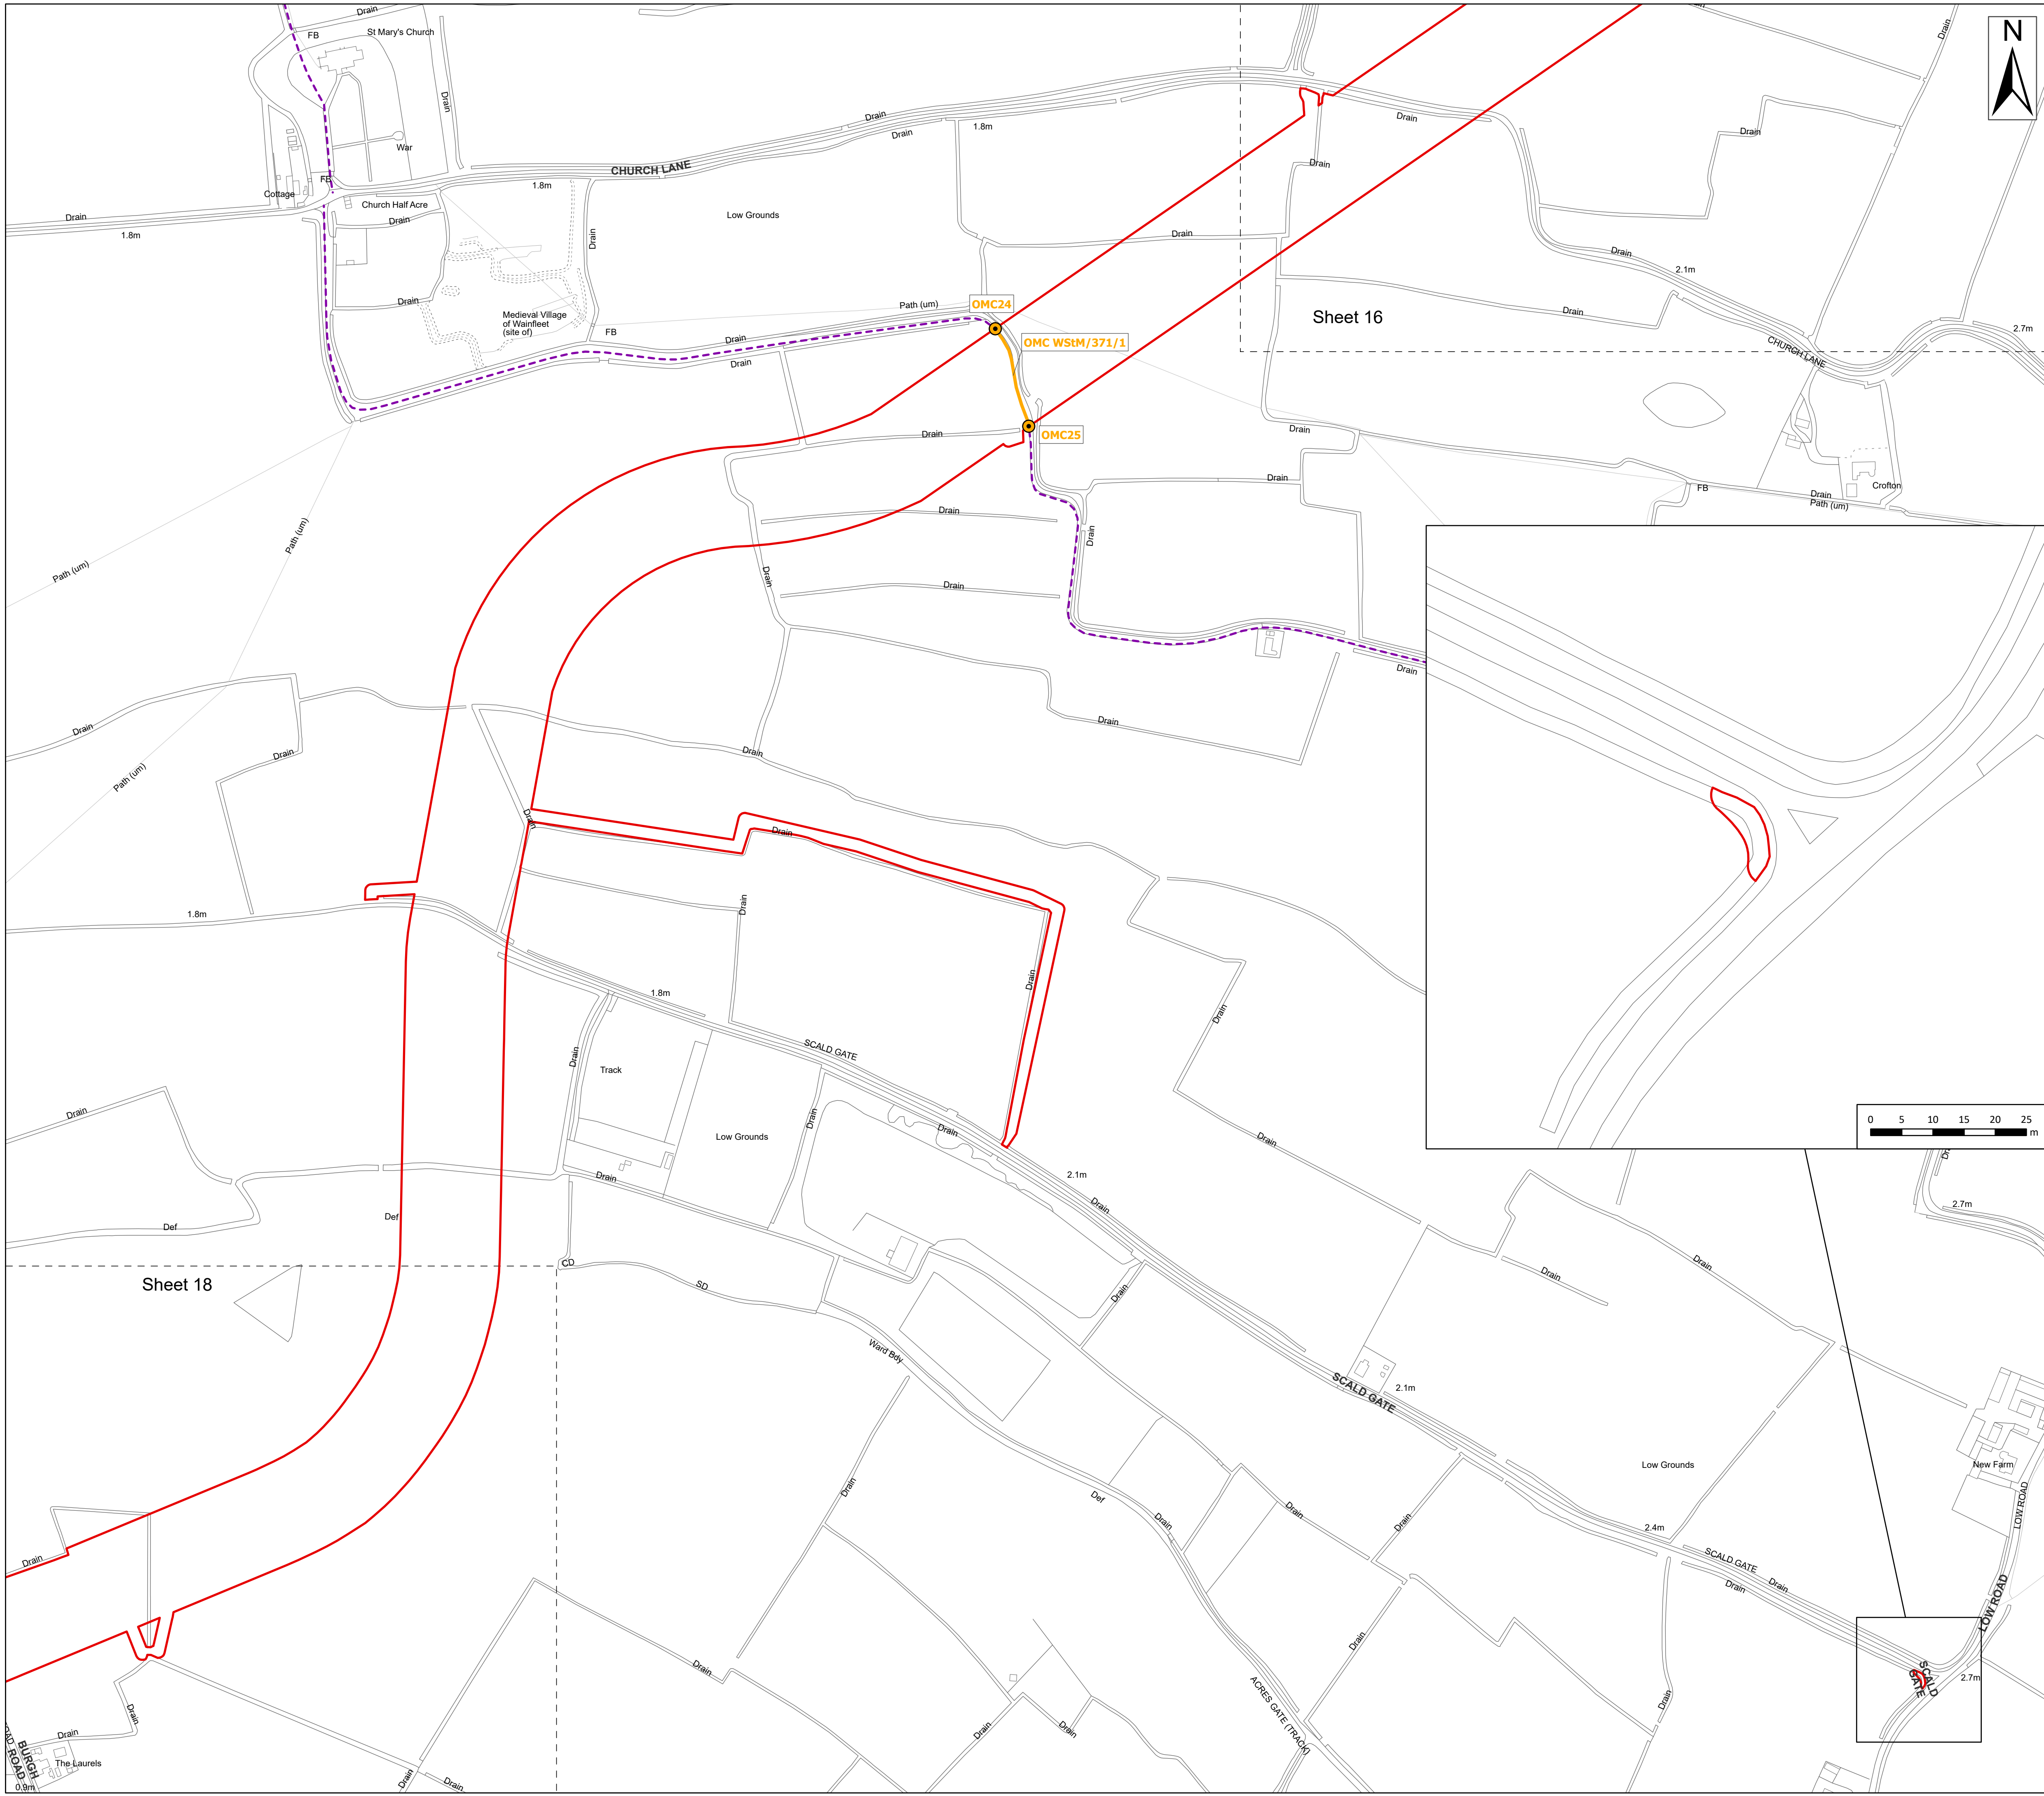 Drain
FB
St Mary's Church
N
Drain
Drain
Drain
Drain
Drain
1.8m
Drain
Drain
War
CHURCH LANE
Drain
FB
1.8m
Cottage
Church Half Acre
Drain
Drain
1.8m
Low Grounds
Drain
Drain
Drain
2.1m
Drain
OMC24
Path (um)
Medieval Village
of Wainfleet
(site of)
FB
Drain
Drain
Sheet 16
2.7m
OMC WStM/371/1
Drain
CHURCH LANE
Drain
OMC25
Drain
Drain
Crofton
FB
Drain
Path (um)
Drain
Path (um)
Drain
Path (um)
Drain
Drain
Drain
Drain
Drain
Drain
Drain
Path (um)
Drain
Drain
Drain
Drain
1.8m
Drain
1.8m
Drain
SCALD GATE
Drain
Track
Drain
Drain
Low Grounds
Drain
Drain
0 5 10 15 20 25
m
Drain
2.1m
Drain
2.7m
Def
Def
Drain
CD
SD
Drain
Drain
Drain
Sheet 18
Ward Bdy
SCALD GATE
2.1m
Low Grounds
New Farm
LOW ROAD
Drain
Def
Drain
Drain
Drain
2.4m
SCALD GATE
Drain
Drain
Drain
LOW ROAD
Drain
Drain
SCALD
GATE
2.7m
ACRES GATE (TRACK)
Drain
Drain
Drain
Drain
Drain
BURGH
ROAD
The Laurels
0.9m
Drain
Drain